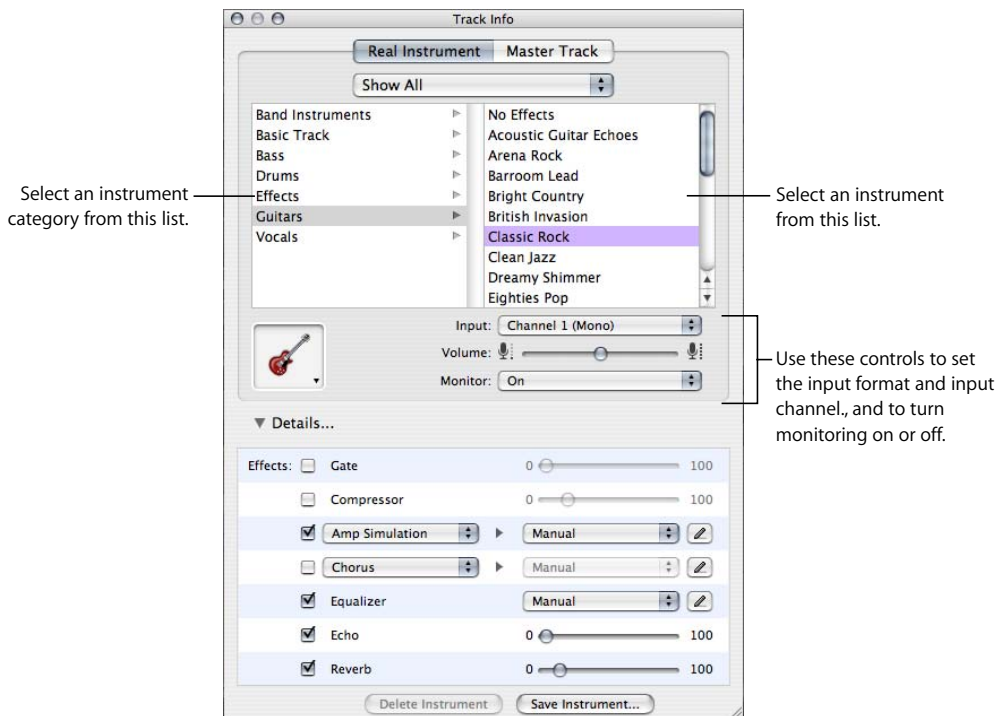 Track Info
Real Instrument Master Track
Show All
Band Instruments
Basic Track
Bass
Drums
Effects
Guitars
Vocals
No Effects
Acoustic Guitar Echoes
Arena Rock
Barroom Lead
Bright Country
British Invasion
Classic Rock
Clean Jazz
Dreamy Shimmer
Eighties Pop
Select an instrument
category from this list.
Select an instrument
from this list.
Input: Channel 1 (Mono)
Volume:
Monitor: On
Use these controls to set
the input format and input
channel., and to turn
monitoring on or off.
Details...
Effects: Gate 0 100
Compressor 0 100
Amp Simulation Manual
Chorus Manual
Equalizer Manual
Echo 0 100
Reverb 0 100
Delete Instrument Save Instrument...